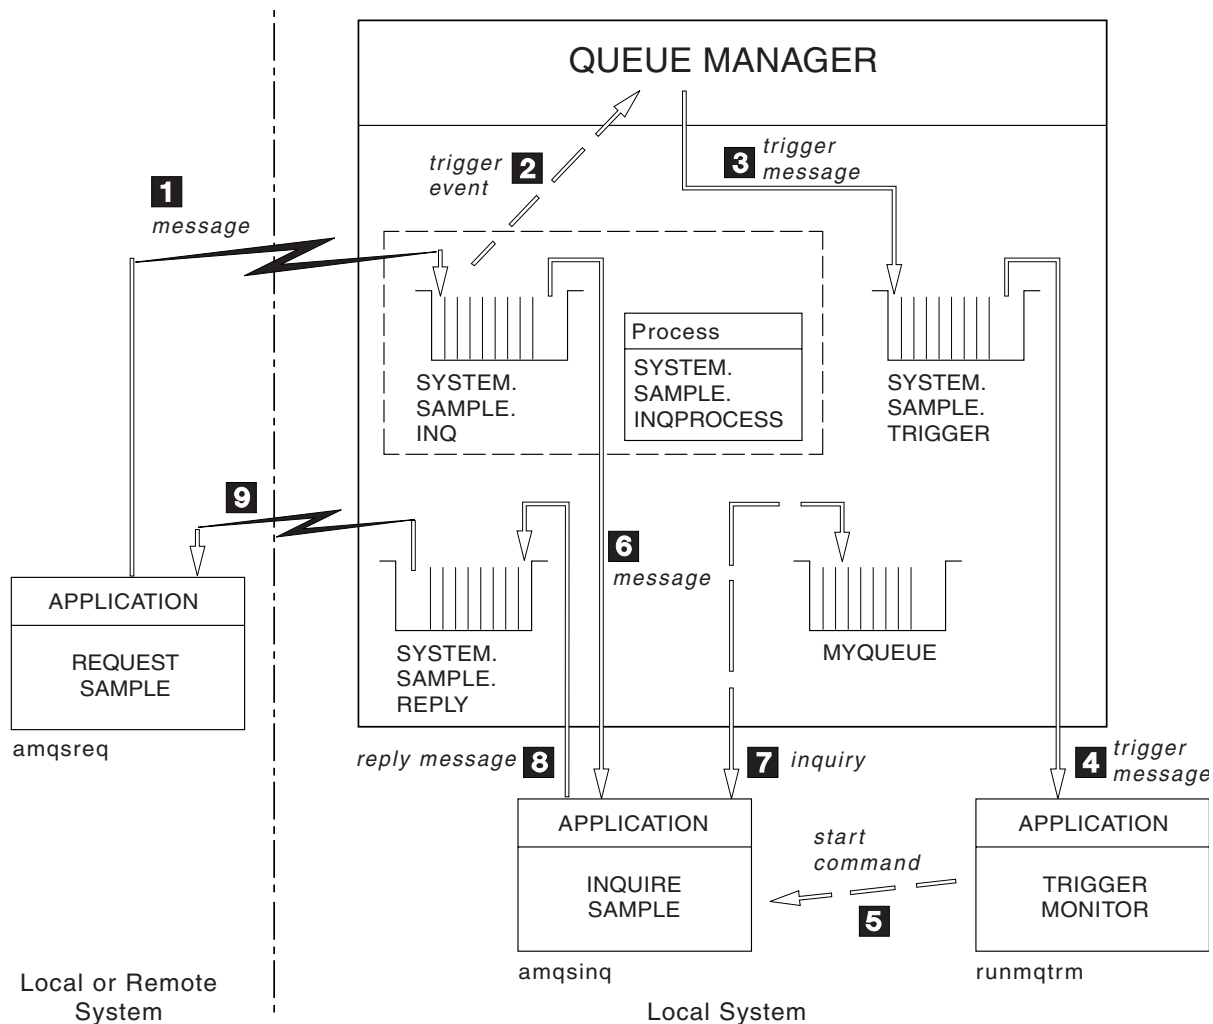 QUEUE MANAGER
trigger
event
2
3
trigger
message
1
message
Process
SYSTEM.
SAMPLE.
INQPROCESS
SYSTEM.
SAMPLE.
INQ
SYSTEM.
SAMPLE.
TRIGGER
9
6
message
APPLICATION
REQUEST
SAMPLE
amqsreq
SYSTEM.
SAMPLE.
REPLY
MYQUEUE
reply message
8
7
inquiry
4
trigger
message
APPLICATION
INQUIRE
SAMPLE
amqsinq
start
command
5
APPLICATION
TRIGGER
MONITOR
runmqtrm
Local or Remote
System
Local System